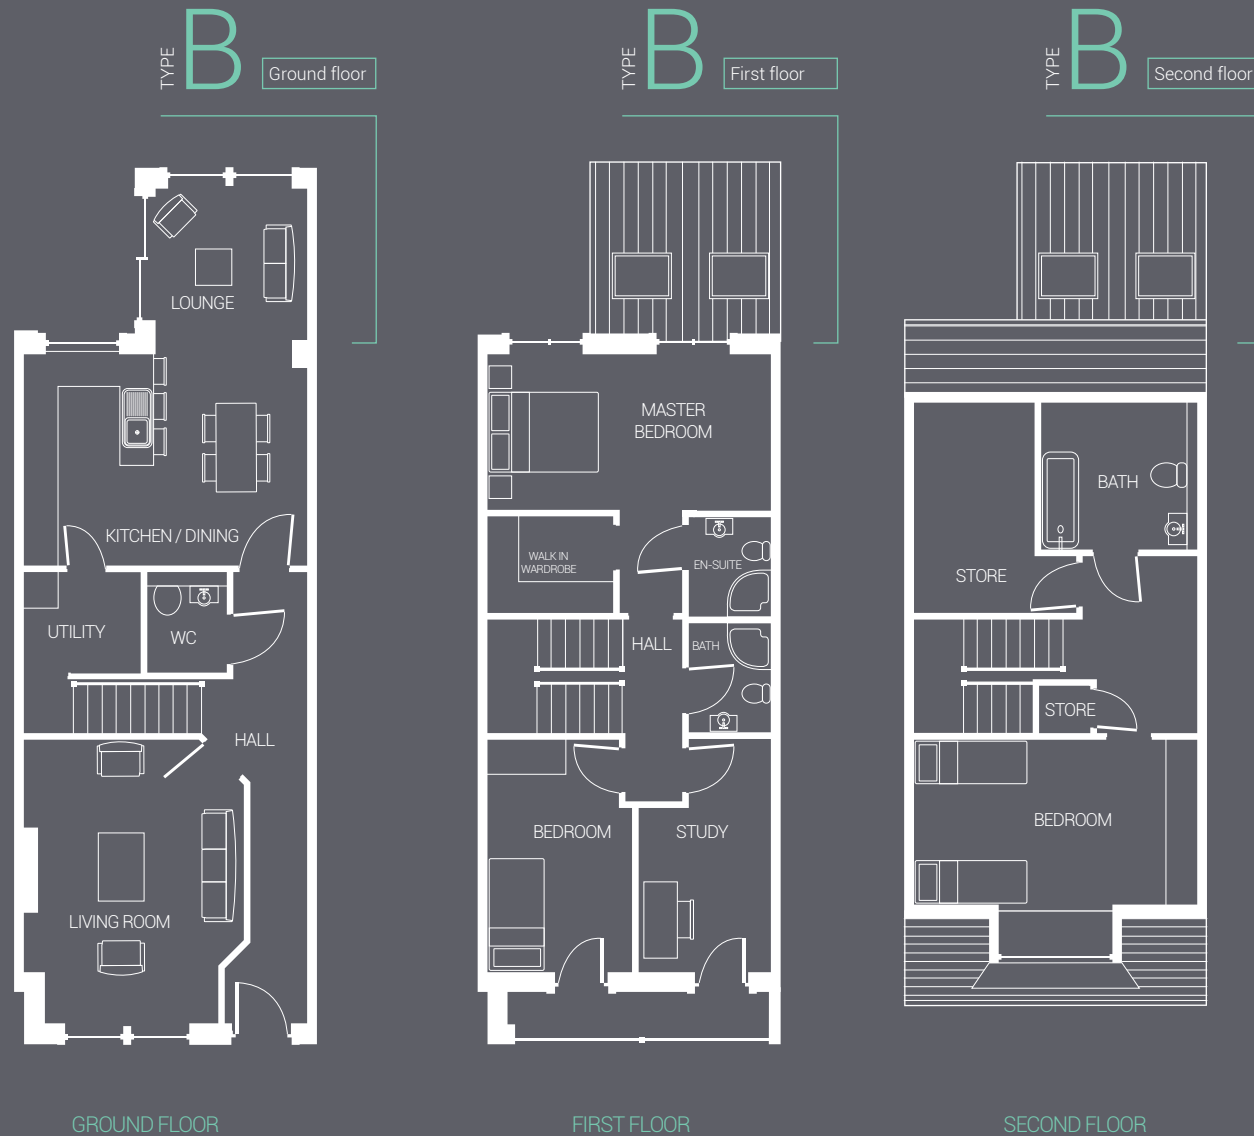 TYPE
B
Ground floor
LOUNGE
KITCHEN / DINING
UTILITY
WC
HALL
LIVING ROOM
GROUND FLOOR
TYPE
B
First floor
MASTER
BEDROOM
WALK IN
WARDROBE
EN-SUITE
HALL
BATH
BEDROOM
STUDY
FIRST FLOOR
TYPE
B
Second floor
BATH
STORE
STORE
BEDROOM
SECOND FLOOR